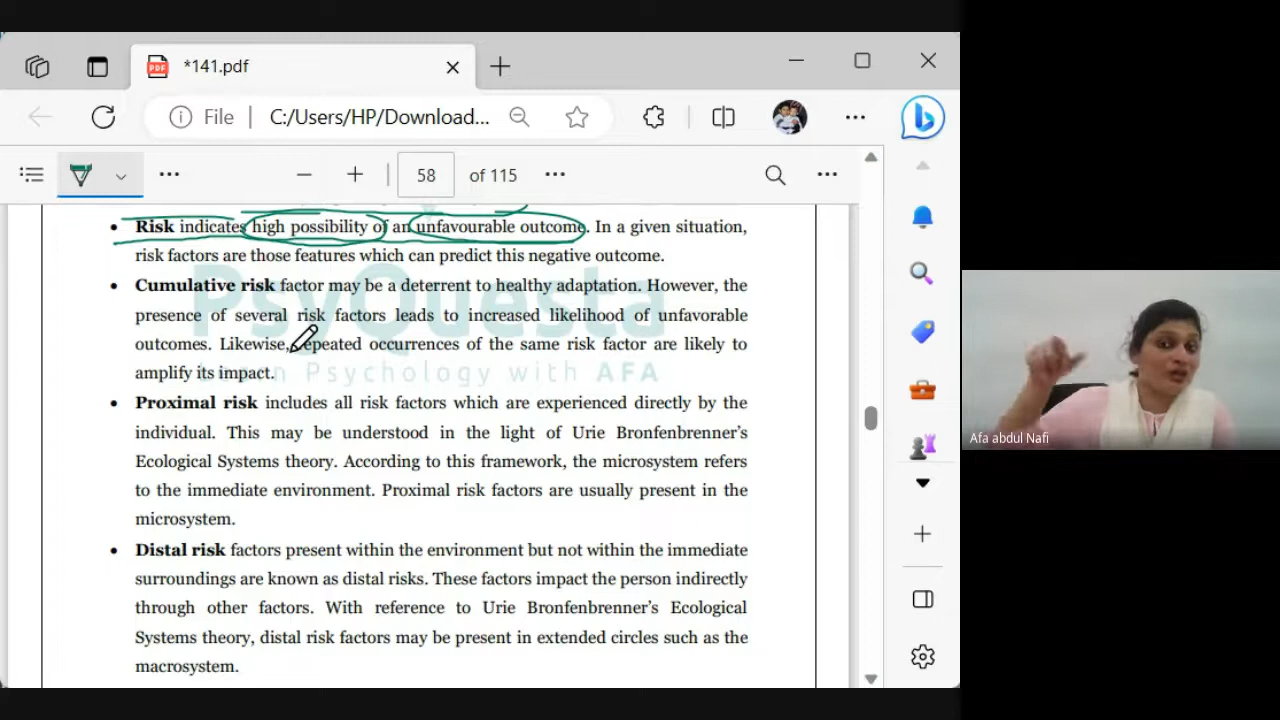 *141.pdf
File
C:/Users/HP/Download...
58 of 115
Risk indicates high possibility of an unfavourable outcome. In a given situation,
risk factors are those features which can predict this negative outcome.
Cumulative risk factor may be a deterrent to healthy adaptation. However, the
presence of several risk factors leads to increased likelihood of unfavorable
outcomes. Likewise, repeated occurrences of the same risk factor are likely to
amplify its impact.
Proximal risk includes all risk factors which are experienced directly by the
individual. This may be understood in the light of Urie Bronfenbrenner's
Ecological Systems theory. According to this framework, the microsystem refers
to the immediate environment. Proximal risk factors are usually present in the
microsystem.
Distal risk factors present within the environment but not within the immediate
surroundings are known as distal risks. These factors impact the person indirectly
through other factors. With reference to Urie Bronfenbrenner's Ecological
Systems theory, distal risk factors may be present in extended circles such as the
macrosystem.
PsyQuesta
Learn Psychology with AFA
Afa abdul Nafi